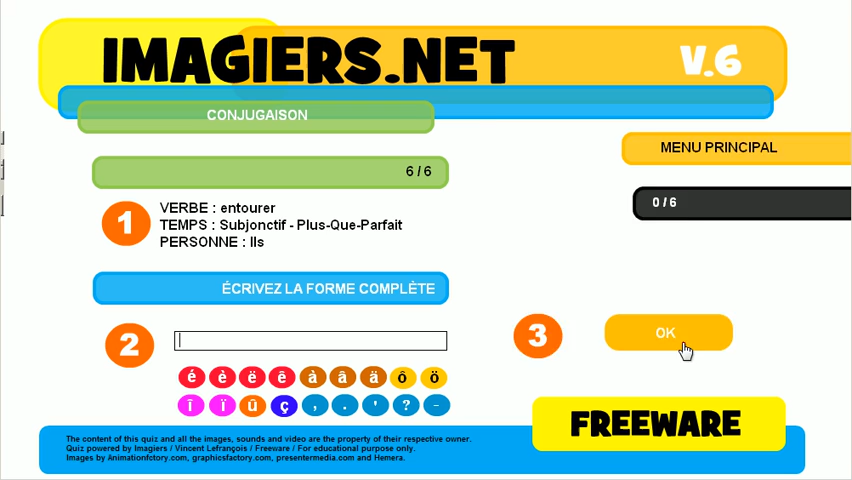 IMAGIERS.NET
V.6
CONJUGAISON
MENU PRINCIPAL
6 / 6
0 / 6
1
VERBE : entourer
TEMPS : Subjonctif - Plus-Que-Parfait
PERSONNE : Ils
ÉCRIVEZ LA FORME COMPLÈTE
2
3
OK
é è ë ê à â ä ô ö
î ï û ç , . ' ? -
FREEWARE
The content of this quiz and all the images, sounds and video are the property of their respective owner.
Quiz powered by Imagiers / Vincent Lefrançois / Freeware / For educational purpose only.
Images by Animationfctory.com, graphicsfactory.com, presentermedia.com and Hemera.